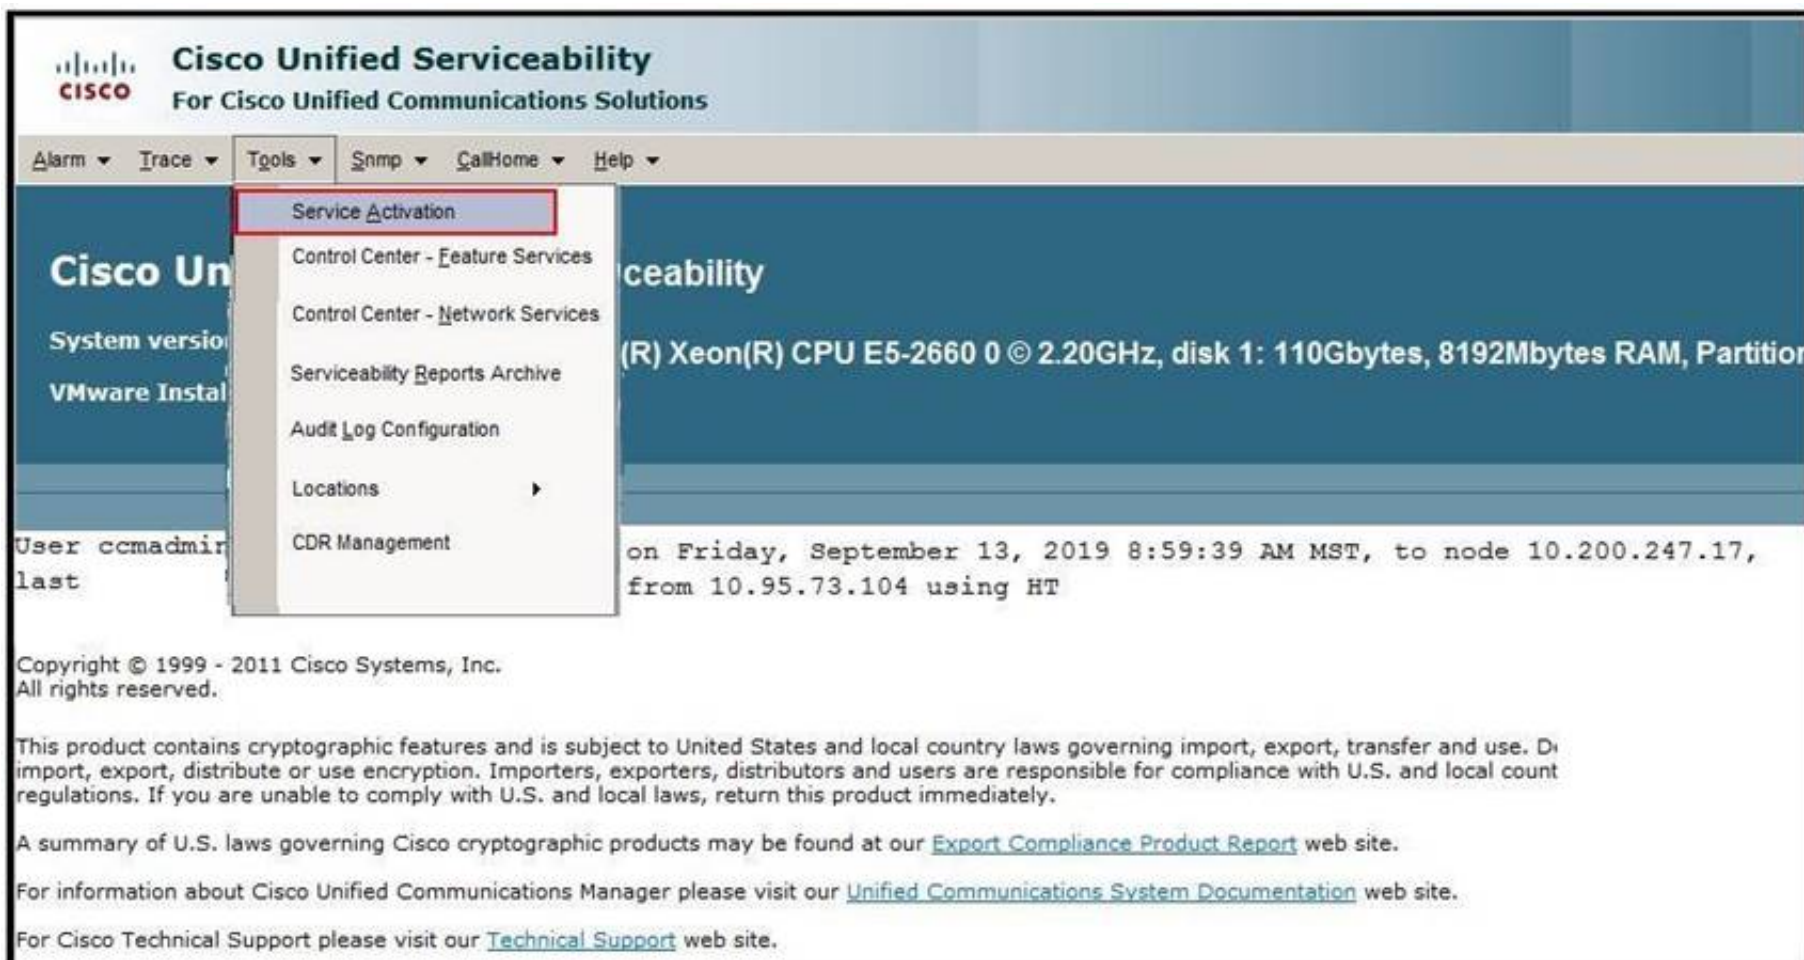 CISCO
Cisco Unified Serviceability
For Cisco Unified Communications Solutions
Alarm Trace Tools Snmp CallHome Help
Service Activation
Control Center - Feature Services
Control Center - Network Services
Serviceability Reports Archive
Audit Log Configuration
Locations
CDR Management
Cisco Un ceability
System versio (R) Xeon(R) CPU E5-2660 0 © 2.20GHz, disk 1: 110Gbytes, 8192Mbytes RAM, Partition
VMware Instal
User ccmadmin on Friday, September 13, 2019 8:59:39 AM MST, to node 10.200.247.17,
last from 10.95.73.104 using HT
Copyright © 1999 - 2011 Cisco Systems, Inc.
All rights reserved.
This product contains cryptographic features and is subject to United States and local country laws governing import, export, transfer and use.
import, export, distribute or use encryption. Importers, exporters, distributors and users are responsible for compliance with U.S. and local count
regulations. If you are unable to comply with U.S. and local laws, return this product immediately.
A summary of U.S. laws governing Cisco cryptographic products may be found at our Export Compliance Product Report web site.
For information about Cisco Unified Communications Manager please visit our Unified Communications System Documentation web site.
For Cisco Technical Support please visit our Technical Support web site.